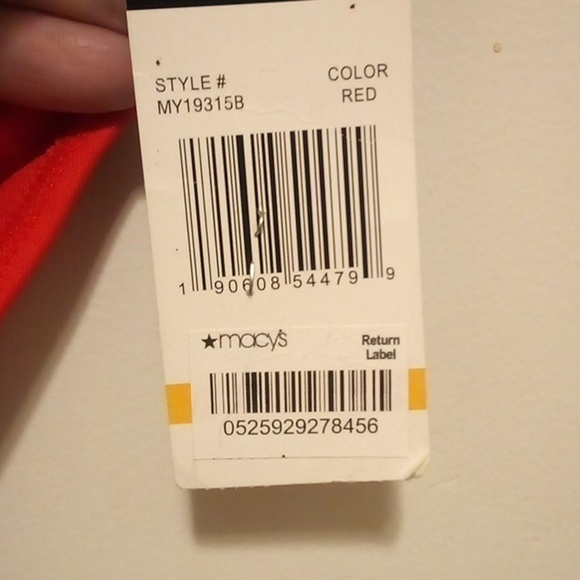 STYLE # COLOR
MY19315B RED
1 90608 54479 9
★macy's Return
Label
0525929278456